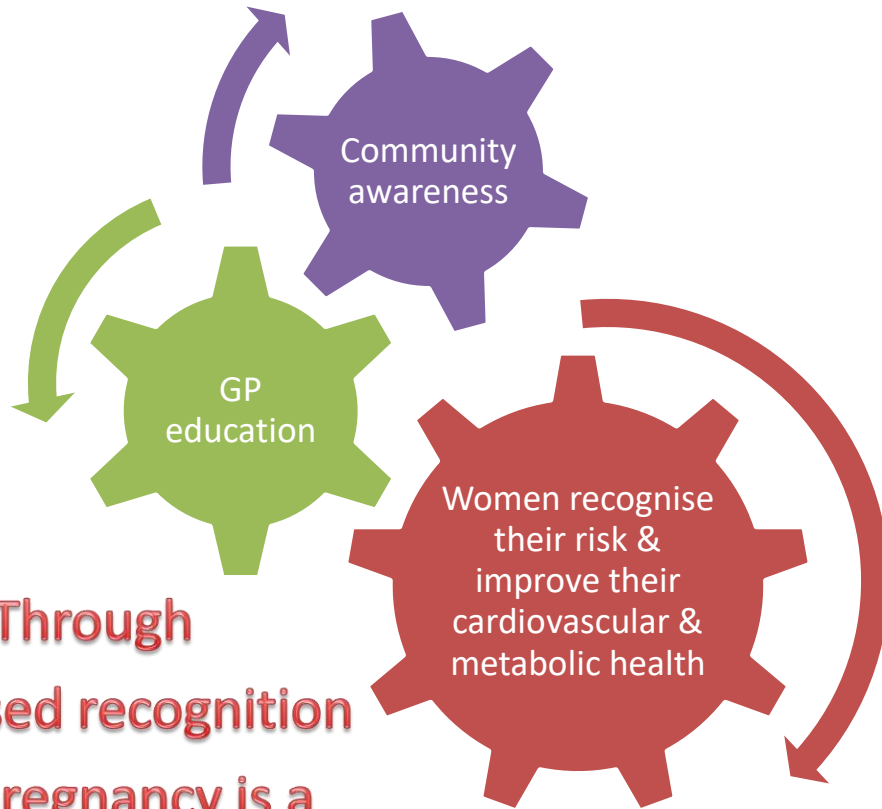 Community
awareness
GP
education
Women recognise
their risk &
improve their
cardiovascular &
metabolic health
Through
sed recognition
regnancy is a